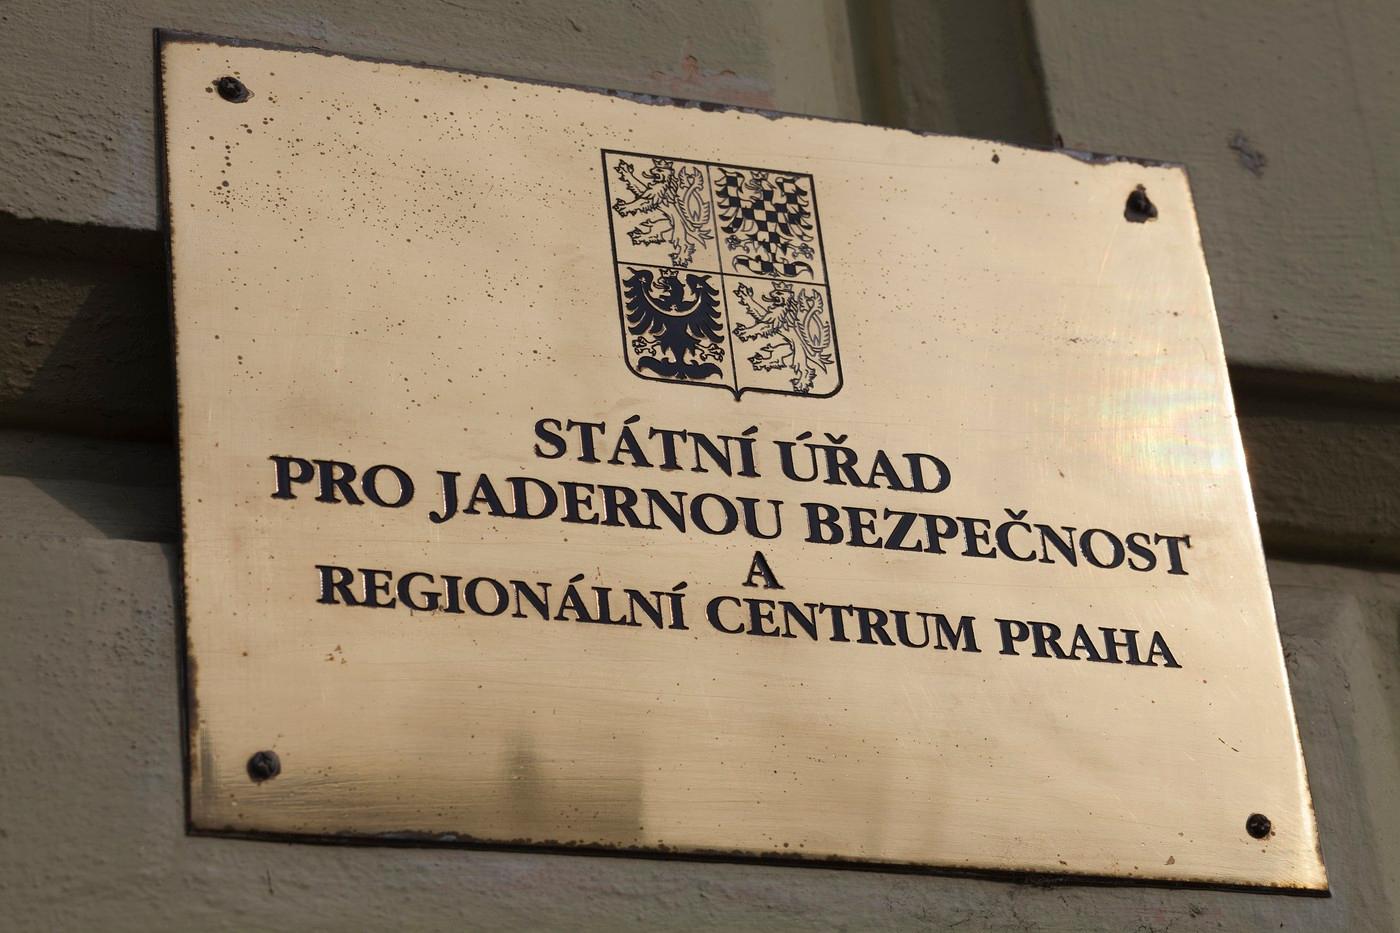 STÁTNÍ ÚŘAD
PRO JADERNOU BEZPEČNOST
A
REGIONÁLNÍ CENTRUM PRAHA